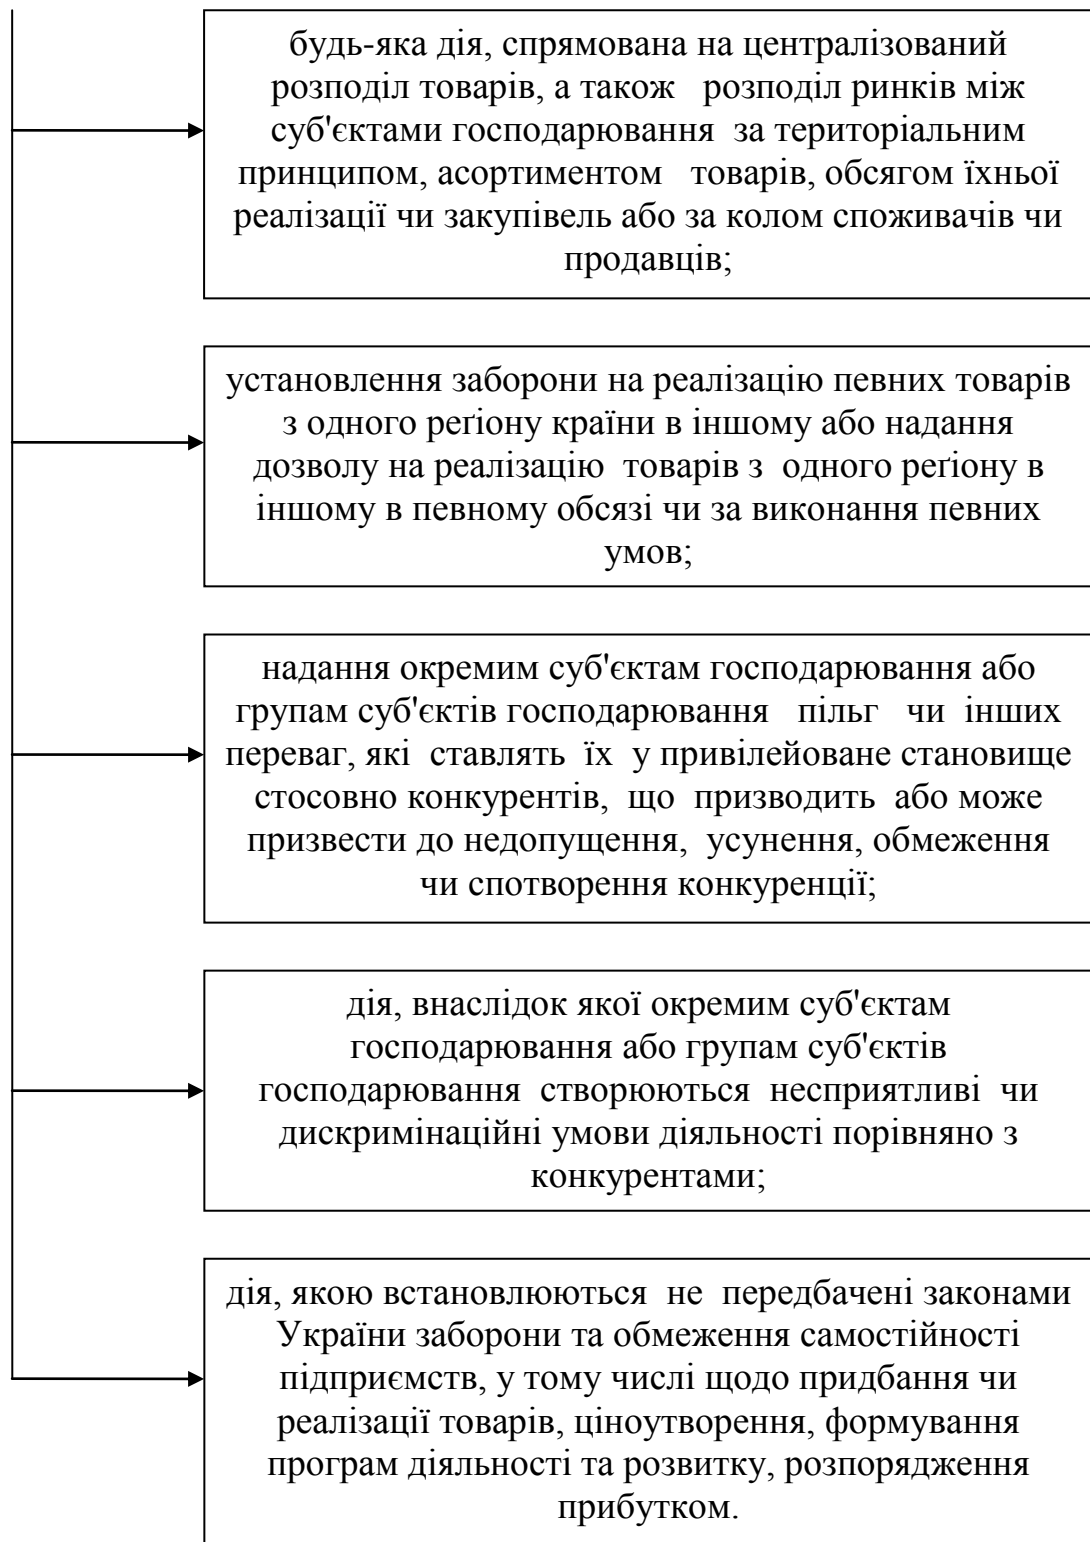 будь-яка дія, спрямована на централізований
розподіл товарів, а також розподіл ринків між
суб'єктами господарювання за територіальним
принципом, асортиментом товарів, обсягом їхньої
реалізації чи закупівель або за колом споживачів чи
продавців;
установлення заборони на реалізацію певних товарів
з одного реґіону країни в іншому або надання
дозволу на реалізацію товарів з одного реґіону в
іншому в певному обсязі чи за виконання певних
умов;
надання окремим суб'єктам господарювання або
групам суб'єктів господарювання пільг чи інших
переваг, які ставлять їх у привілейоване становище
стосовно конкурентів, що призводить або може
призвести до недопущення, усунення, обмеження
чи спотворення конкуренції;
дія, внаслідок якої окремим суб'єктам
господарювання або групам суб'єктів
господарювання створюються несприятливі чи
дискримінаційні умови діяльності порівняно з
конкурентами;
дія, якою встановлюються не передбачені законами
України заборони та обмеження самостійності
підприємств, у тому числі щодо придбання чи
реалізації товарів, ціноутворення, формування
програм діяльності та розвитку, розпорядження
прибутком.